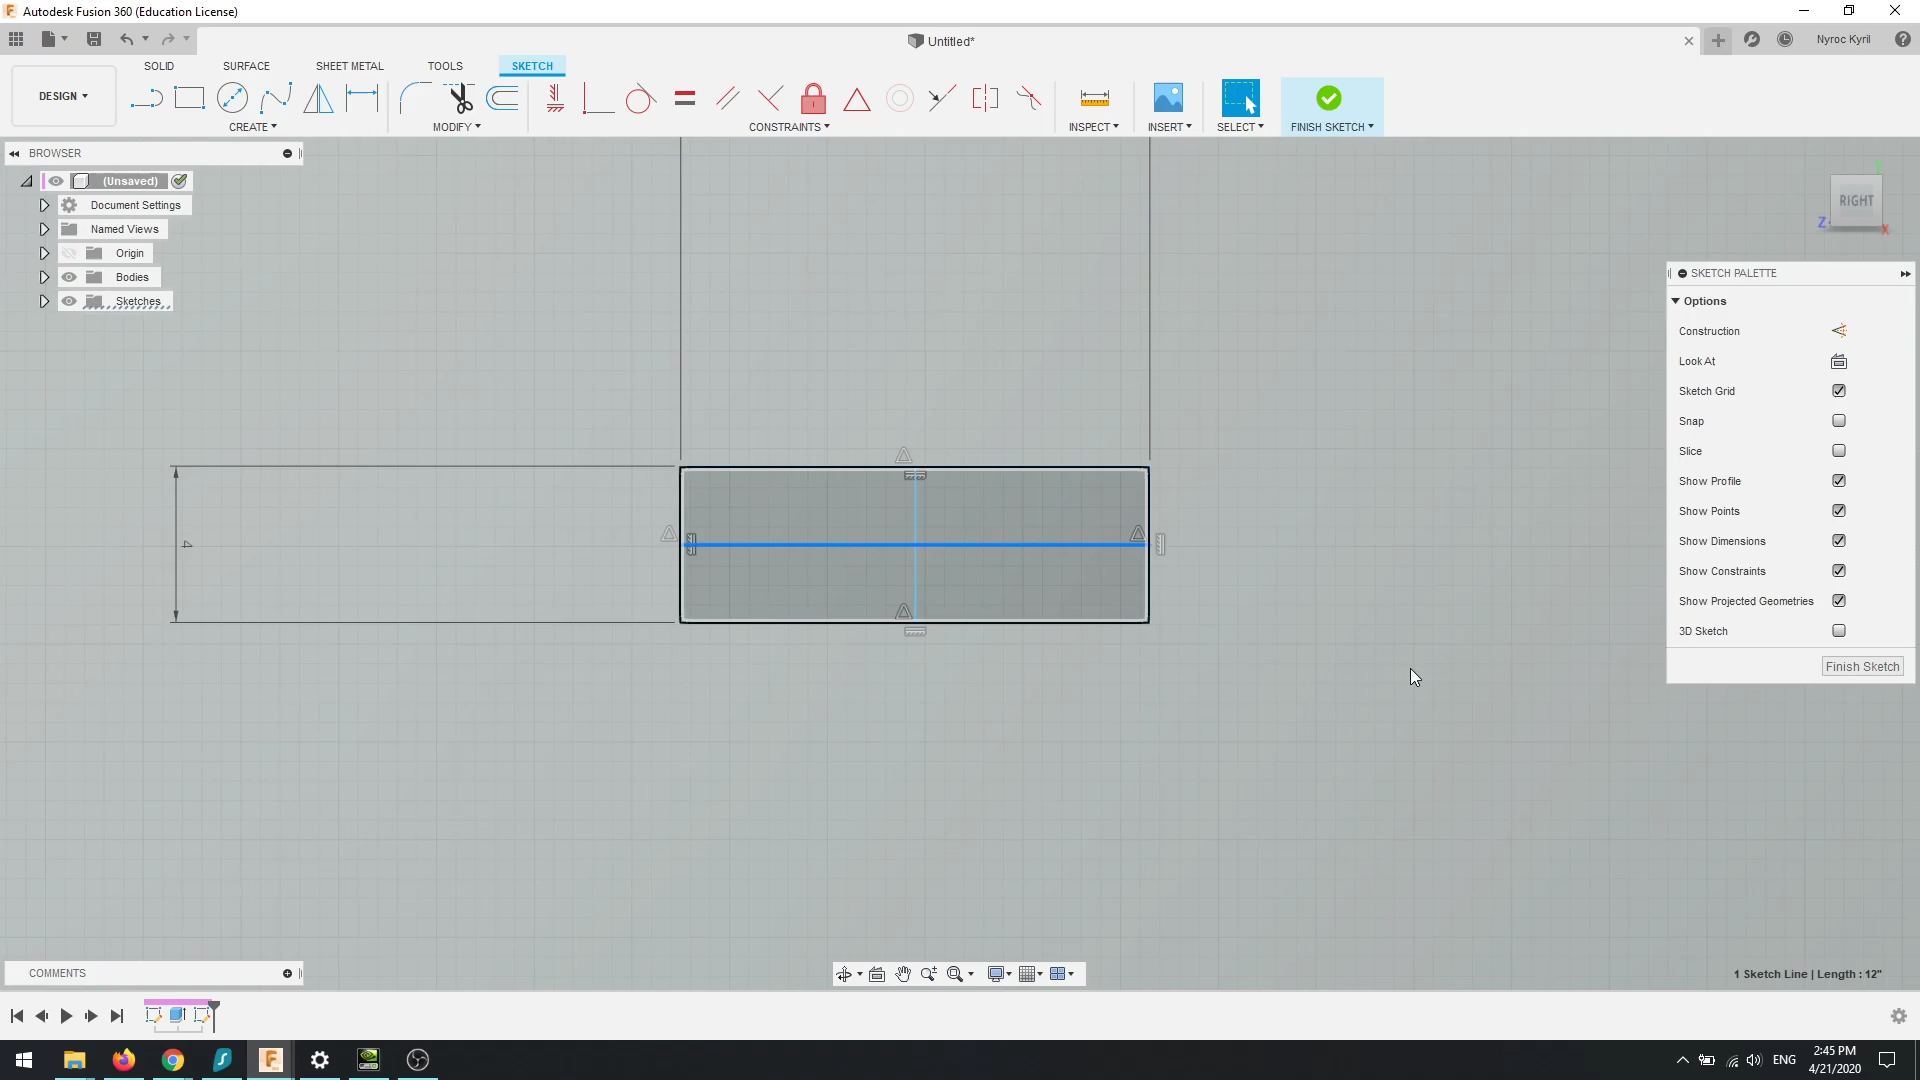 Autodesk Fusion 360 (Education License)
Untitled*
Nyroc Kyril
SOLID
SURFACE
SHEET METAL
TOOLS
SKETCH
DESIGN
CREATE
MODIFY
CONSTRAINTS
INSPECT
INSERT
SELECT
FINISH SKETCH
BROWSER
(Unsaved)
Document Settings
Named Views
Origin
Bodies
Sketches
RIGHT
Z
X
Y
SKETCH PALETTE
Options
Construction
Look At
Sketch Grid
Snap
Slice
Show Profile
Show Points
Show Dimensions
Show Constraints
Show Projected Geometries
3D Sketch
Finish Sketch
4
COMMENTS
1 Sketch Line | Length : 12"
ENG
2:45 PM
4/21/2020